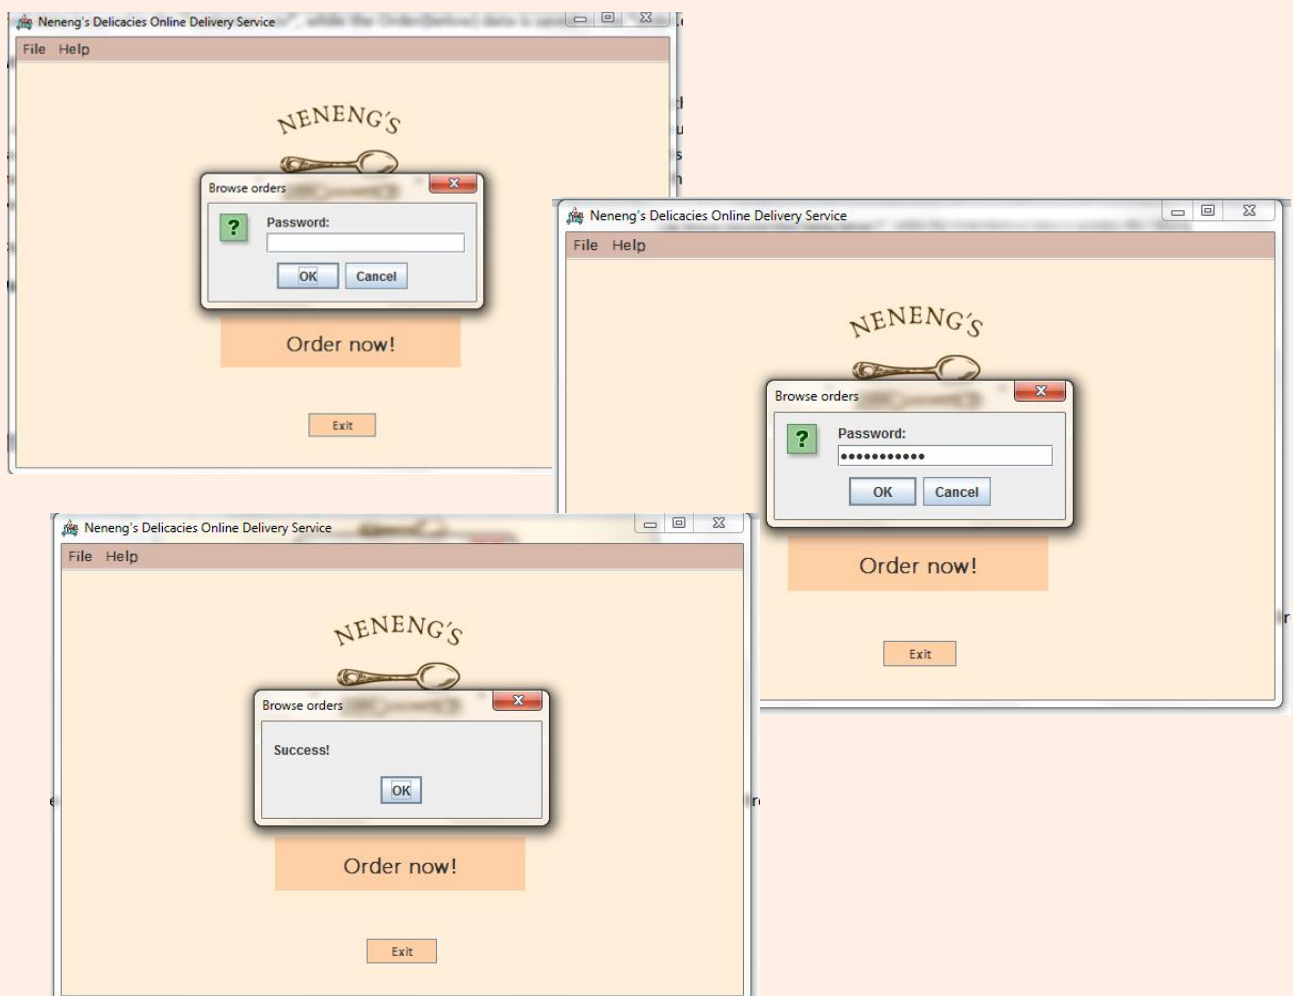 Neneng's Delicacies Online Delivery Service
File Help
NENENG'S
Browse orders
Password:
OK Cancel
Order now!
Exit
Neneng's Delicacies Online Delivery Service
File Help
NENENG'S
Browse orders
Password:
•••••••••••
OK Cancel
Order now!
Exit
Neneng's Delicacies Online Delivery Service
File Help
NENENG'S
Browse orders
Success!
OK
Order now!
Exit